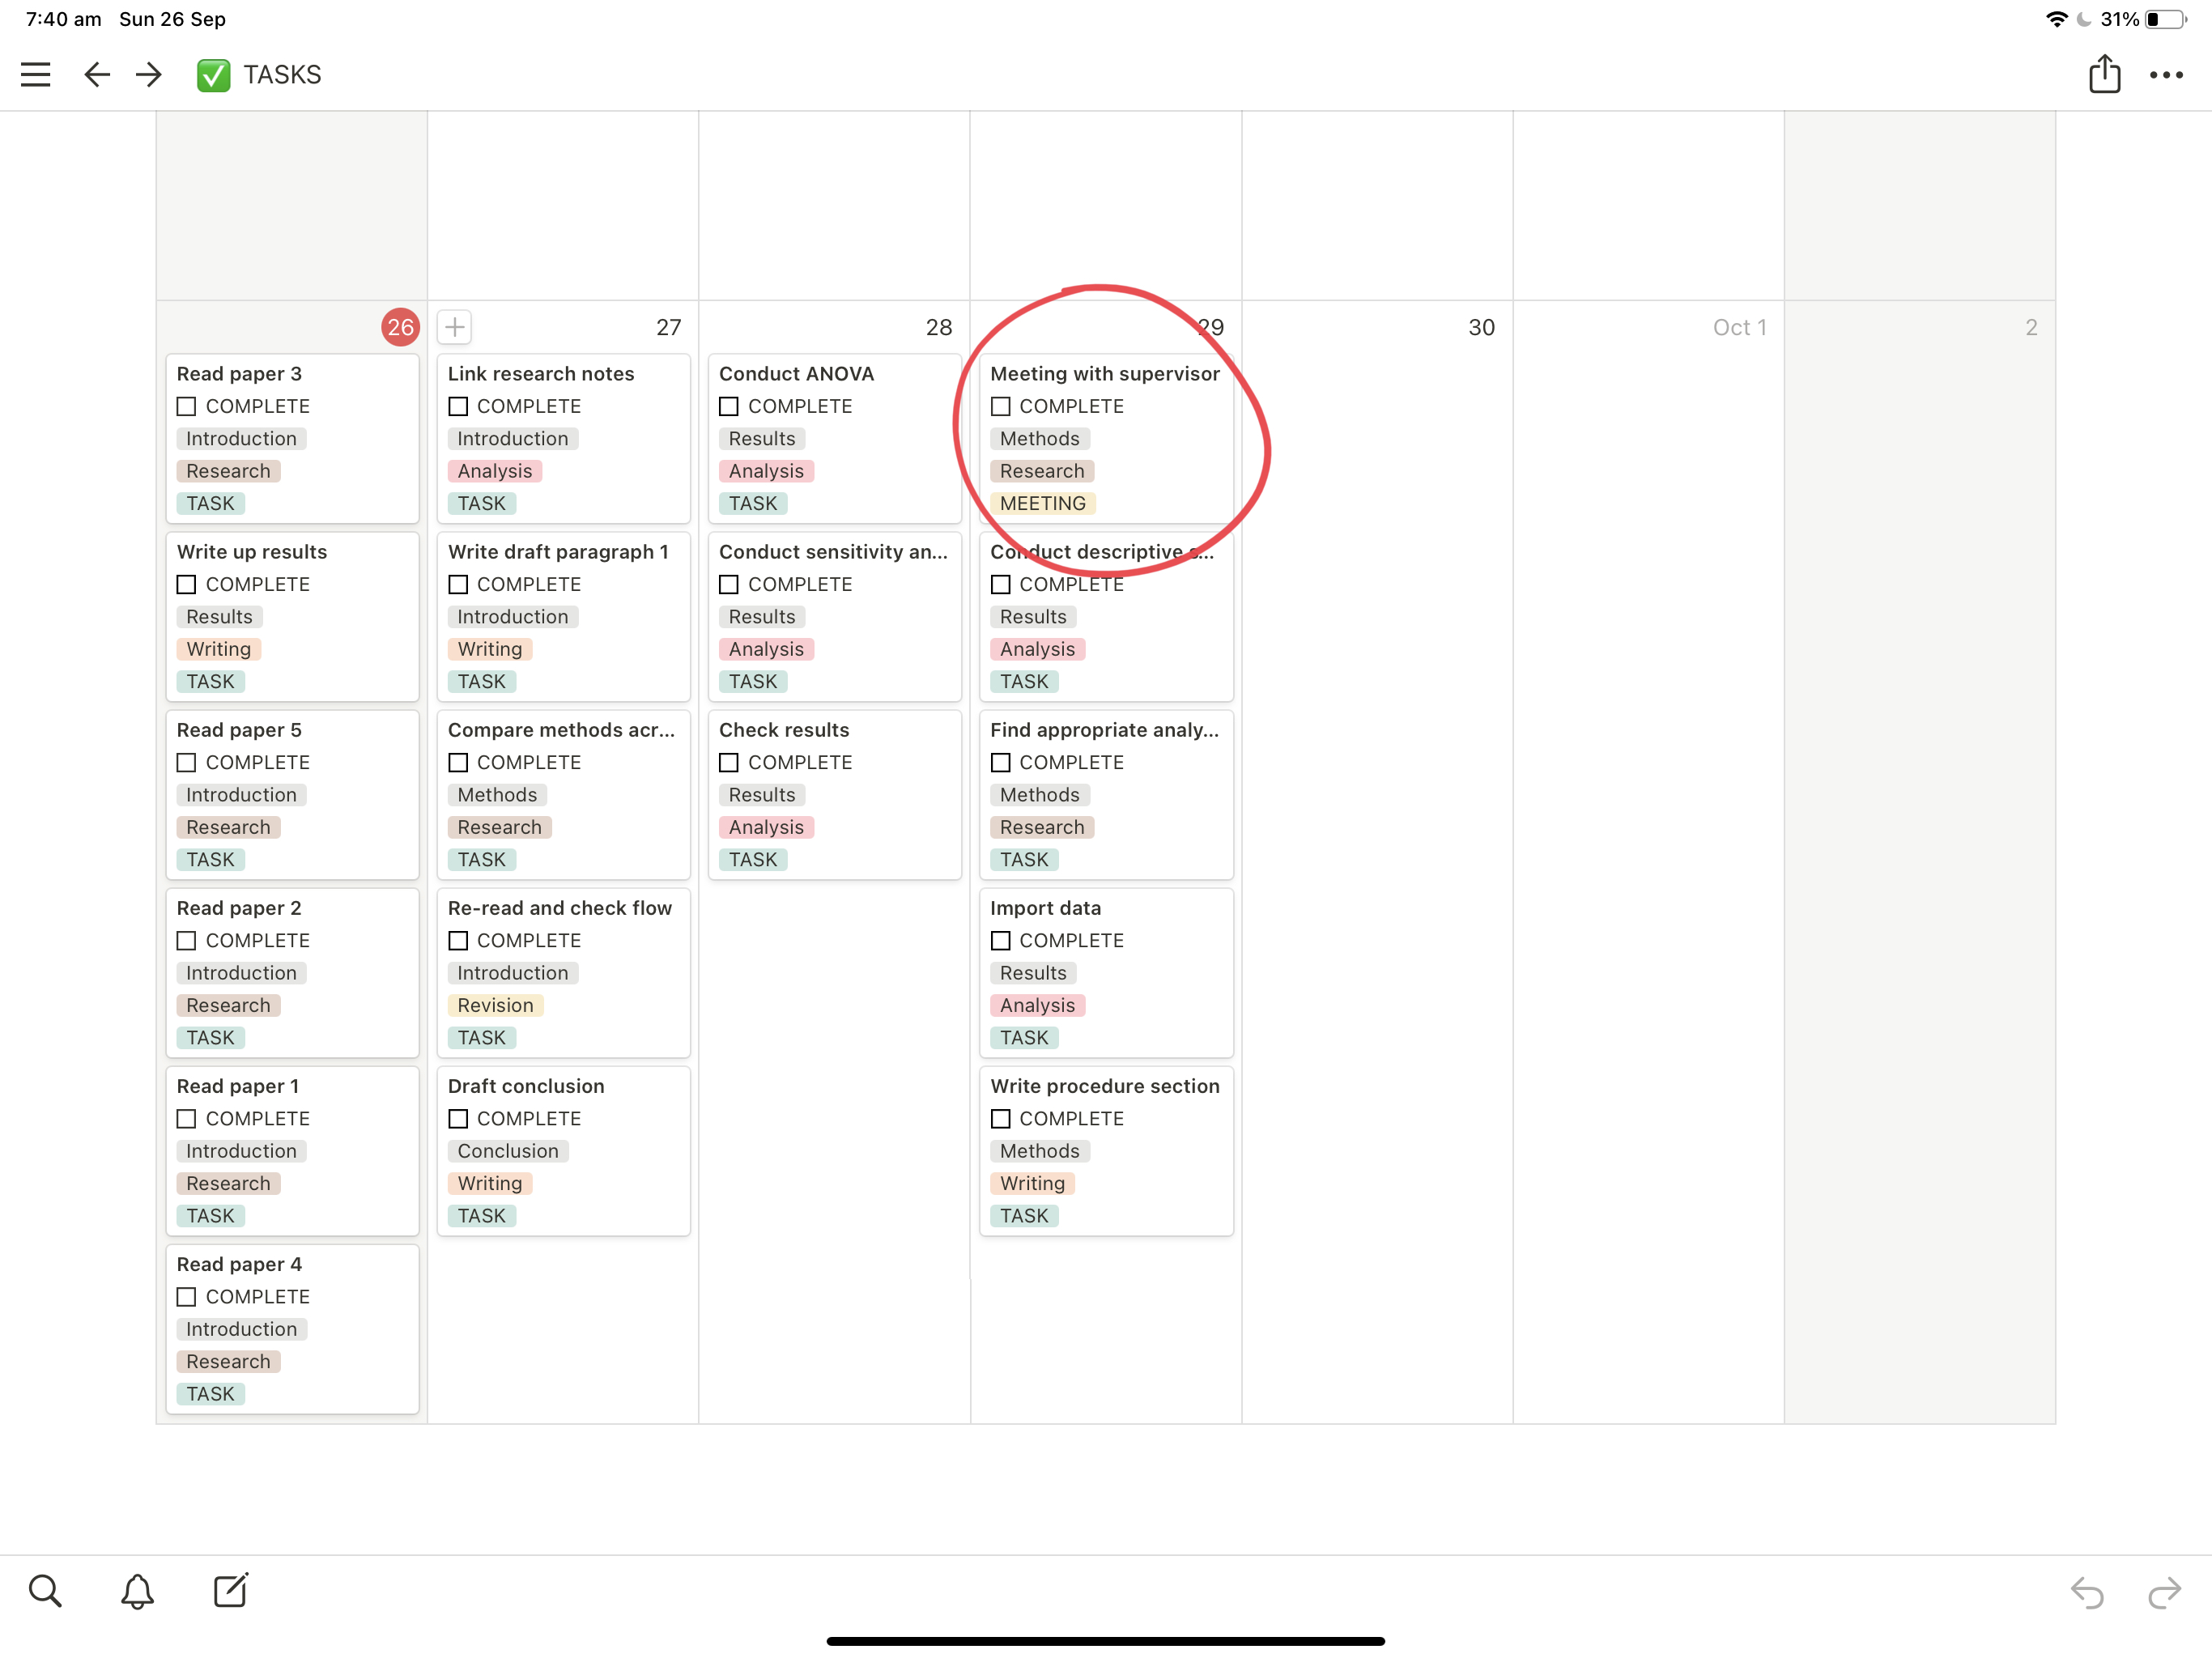 7:40 am Sun 26 Sep
31%
TASKS
26
27
28
29
30
Oct 1
2
Read paper 3
COMPLETE
Introduction
Research
TASK
Write up results
COMPLETE
Results
Writing
TASK
Read paper 5
COMPLETE
Introduction
Research
TASK
Read paper 2
COMPLETE
Introduction
Research
TASK
Read paper 1
COMPLETE
Introduction
Research
TASK
Read paper 4
COMPLETE
Introduction
Research
TASK
Link research notes
COMPLETE
Introduction
Analysis
TASK
Write draft paragraph 1
COMPLETE
Introduction
Writing
TASK
Compare methods acr...
COMPLETE
Methods
Research
TASK
Re-read and check flow
COMPLETE
Introduction
Revision
TASK
Draft conclusion
COMPLETE
Conclusion
Writing
TASK
Conduct ANOVA
COMPLETE
Results
Analysis
TASK
Conduct sensitivity an...
COMPLETE
Results
Analysis
TASK
Check results
COMPLETE
Results
Analysis
TASK
Meeting with supervisor
COMPLETE
Methods
Research
MEETING
Conduct descriptive s...
COMPLETE
Results
Analysis
TASK
Find appropriate analy...
COMPLETE
Methods
Research
TASK
Import data
COMPLETE
Results
Analysis
TASK
Write procedure section
COMPLETE
Methods
Writing
TASK